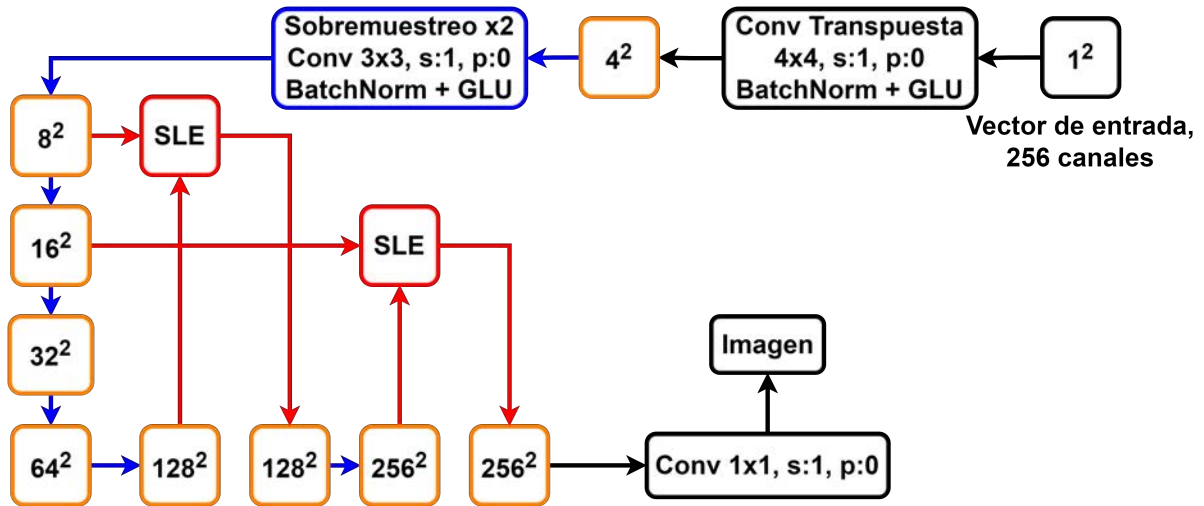 Sobremuestreo x2
Conv 3x3, s:1, p:0
BatchNorm + GLU
4²
Conv Transpuesta
4x4, s:1, p:0
BatchNorm + GLU
1²
Vector de entrada,
256 canales
8²
SLE
16²
SLE
32²
Imagen
64²
128²
128²
256²
256²
Conv 1x1, s:1, p:0